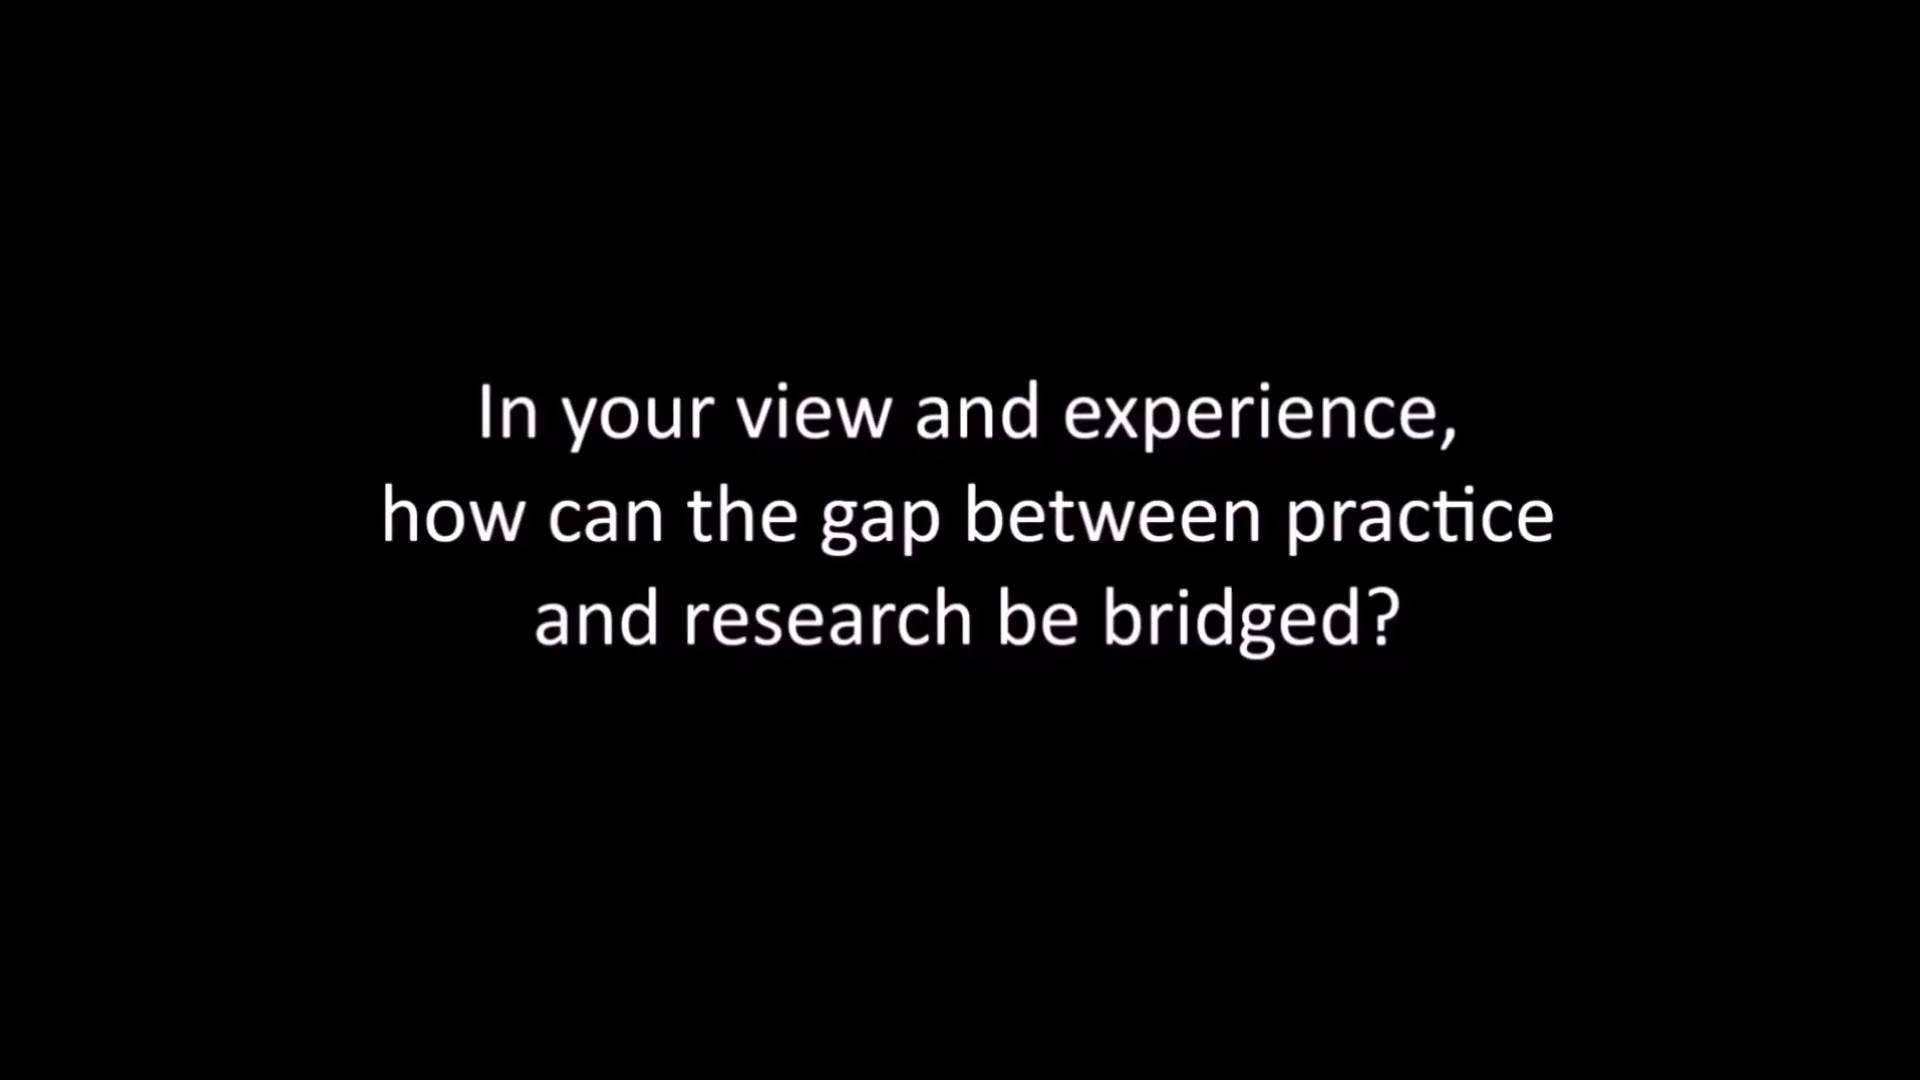 In your view and experience,
how can the gap between practice
and research be bridged?